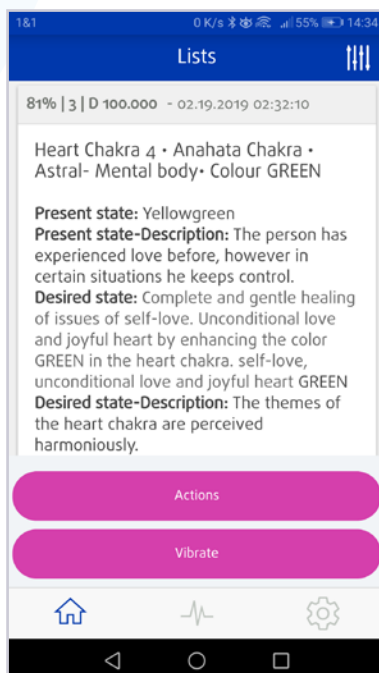 1&1 0 K/s 55% 14:34
Lists
81% | 3 | D 100.000 - 02.19.2019 02:32:10
Heart Chakra 4 • Anahata Chakra •
Astral- Mental body• Colour GREEN
Present state: Yellowgreen
Present state-Description: The person has
experienced love before, however in
certain situations he keeps control.
Desired state: Complete and gentle healing
of issues of self-love. Unconditional love
and joyful heart by enhancing the color
GREEN in the heart chakra. self-love,
unconditional love and joyful heart GREEN
Desired state-Description: The themes of
the heart chakra are perceived
harmoniously.
Actions
Vibrate